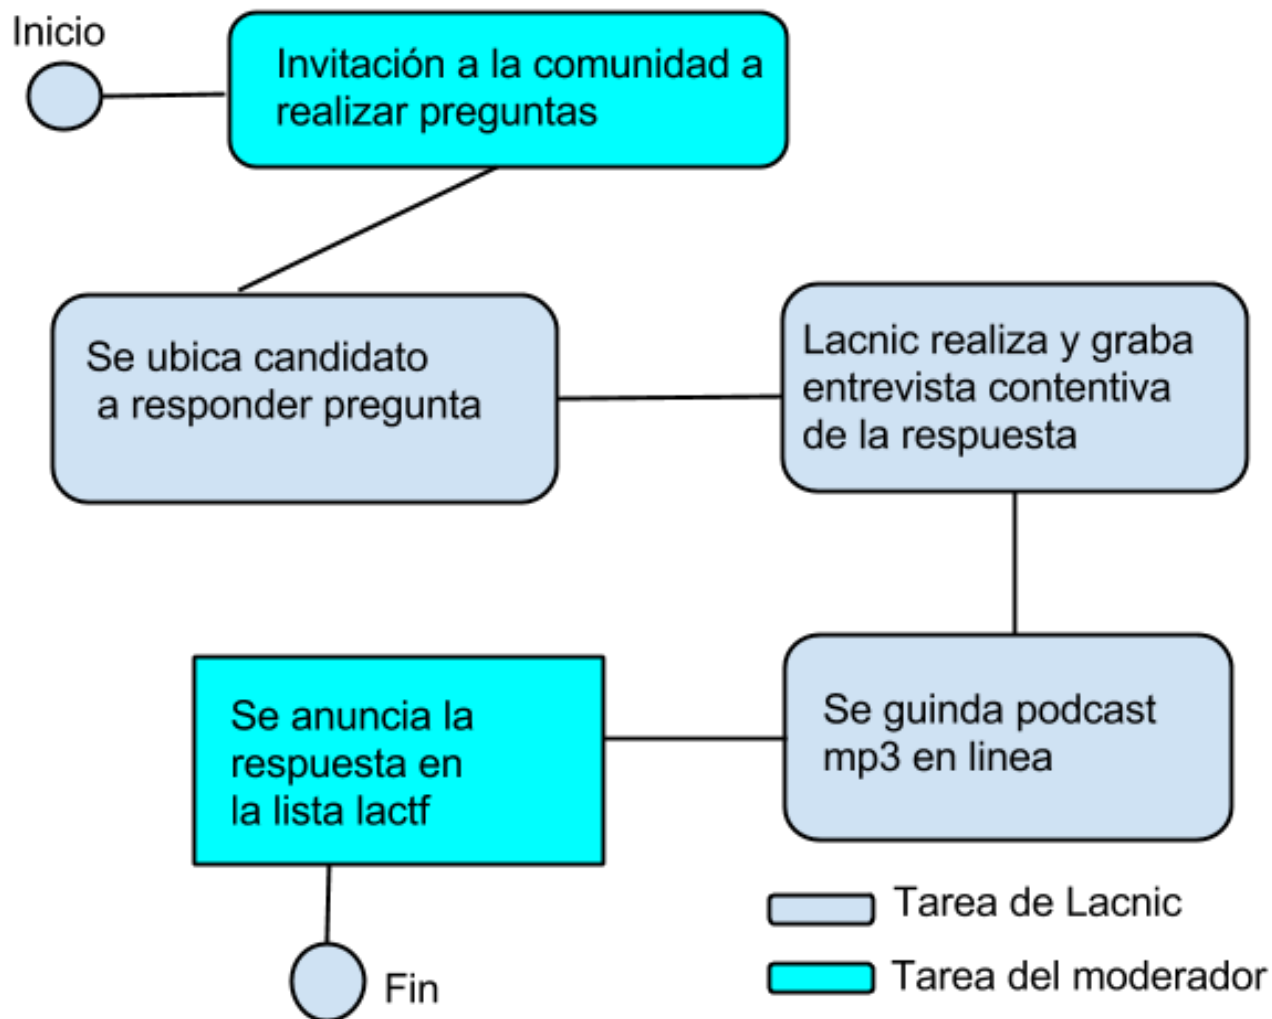 Inicio
Invitación a la comunidad a
realizar preguntas
Se ubica candidato
a responder pregunta
Lacnic realiza y graba
entrevista contentiva
de la respuesta
Se guinda podcast
mp3 en linea
Se anuncia la
respuesta en
la lista lactf
Fin
Tarea de Lacnic
Tarea del moderador